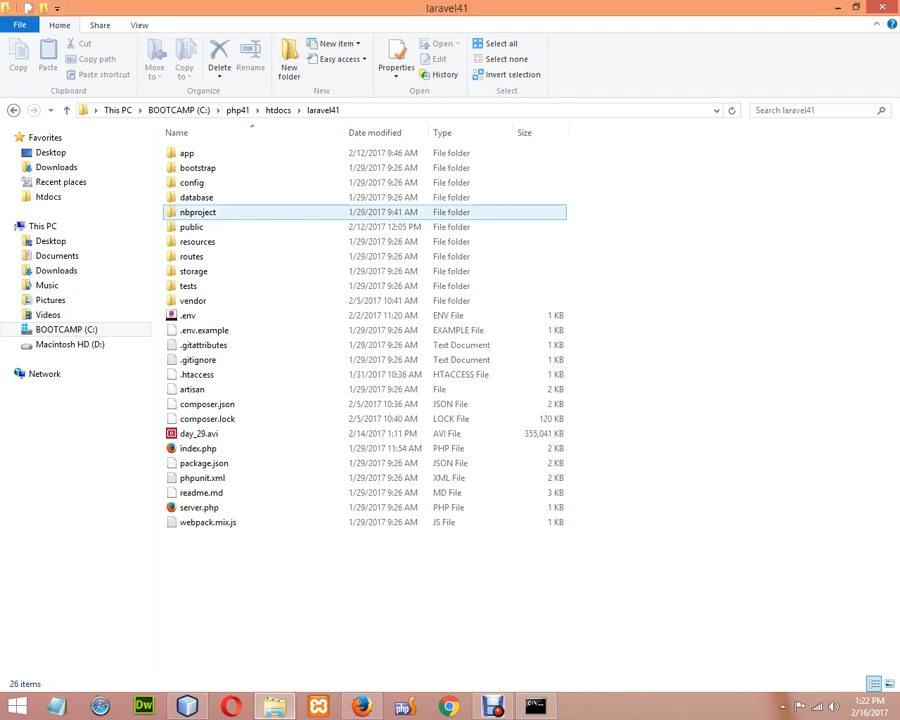 laravel41
File Home Share View
Copy Paste Cut Copy path Paste shortcut Move to Copy to Delete Rename New folder New item Easy access Properties Open Edit History Select all Select none Invert selection
Clipboard Organize New Open Select
This PC BOOTCAMP (C:) php41 htdocs laravel41 Search laravel41
Name Date modified Type Size
Favorites
Desktop
Downloads
Recent places
htdocs
This PC
Desktop
Documents
Downloads
Music
Pictures
Videos
BOOTCAMP (C:)
Macintosh HD (D:)
Network
app 2/12/2017 9:46 AM File folder
bootstrap 1/29/2017 9:26 AM File folder
config 1/29/2017 9:26 AM File folder
database 1/29/2017 9:26 AM File folder
nbproject 1/29/2017 9:41 AM File folder
public 2/12/2017 12:05 PM File folder
resources 1/29/2017 9:26 AM File folder
routes 1/29/2017 9:26 AM File folder
storage 1/29/2017 9:26 AM File folder
tests 1/29/2017 9:26 AM File folder
vendor 2/5/2017 10:41 AM File folder
.env 2/2/2017 11:20 AM ENV File 1 KB
.env.example 1/29/2017 9:26 AM EXAMPLE File 1 KB
.gitattributes 1/29/2017 9:26 AM Text Document 1 KB
.gitignore 1/29/2017 9:26 AM Text Document 1 KB
.htaccess 1/31/2017 10:36 AM HTACCESS File 1 KB
artisan 1/29/2017 9:26 AM File 2 KB
composer.json 2/5/2017 10:36 AM JSON File 2 KB
composer.lock 2/5/2017 10:40 AM LOCK File 120 KB
day_29.avi 2/14/2017 1:11 PM AVI File 355,041 KB
index.php 1/29/2017 11:54 AM PHP File 2 KB
package.json 1/29/2017 9:26 AM JSON File 2 KB
phpunit.xml 1/29/2017 9:26 AM XML File 2 KB
readme.md 1/29/2017 9:26 AM MD File 3 KB
server.php 1/29/2017 9:26 AM PHP File 1 KB
webpack.mix.js 1/29/2017 9:26 AM JS File 1 KB
26 items
Dw php
1:22 PM
2/16/2017